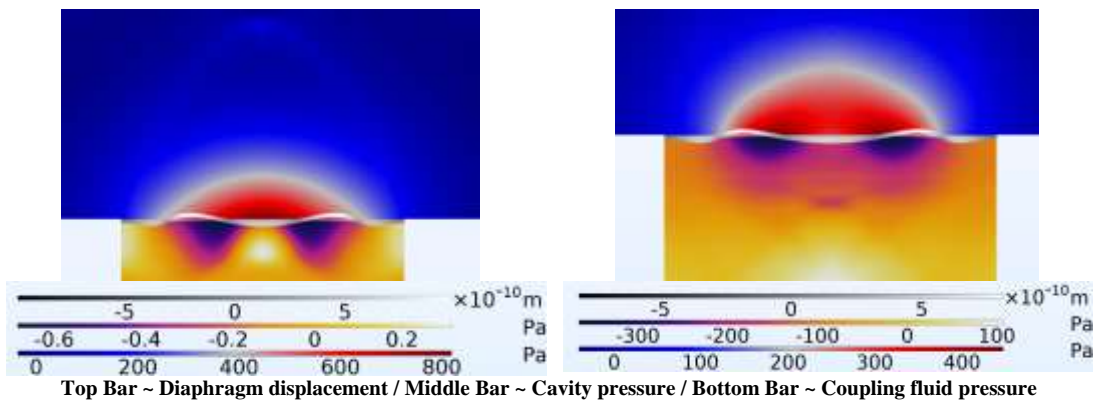 -5 0 5 ×10⁻¹⁰m
-0.6 -0.4 -0.2 0 0.2 Pa
0 200 400 600 800 Pa
-5 0 5 ×10⁻¹⁰m
-300 -200 -100 0 100 Pa
0 100 200 300 400 Pa
Top Bar ~ Diaphragm displacement / Middle Bar ~ Cavity pressure / Bottom Bar ~ Coupling fluid pressure